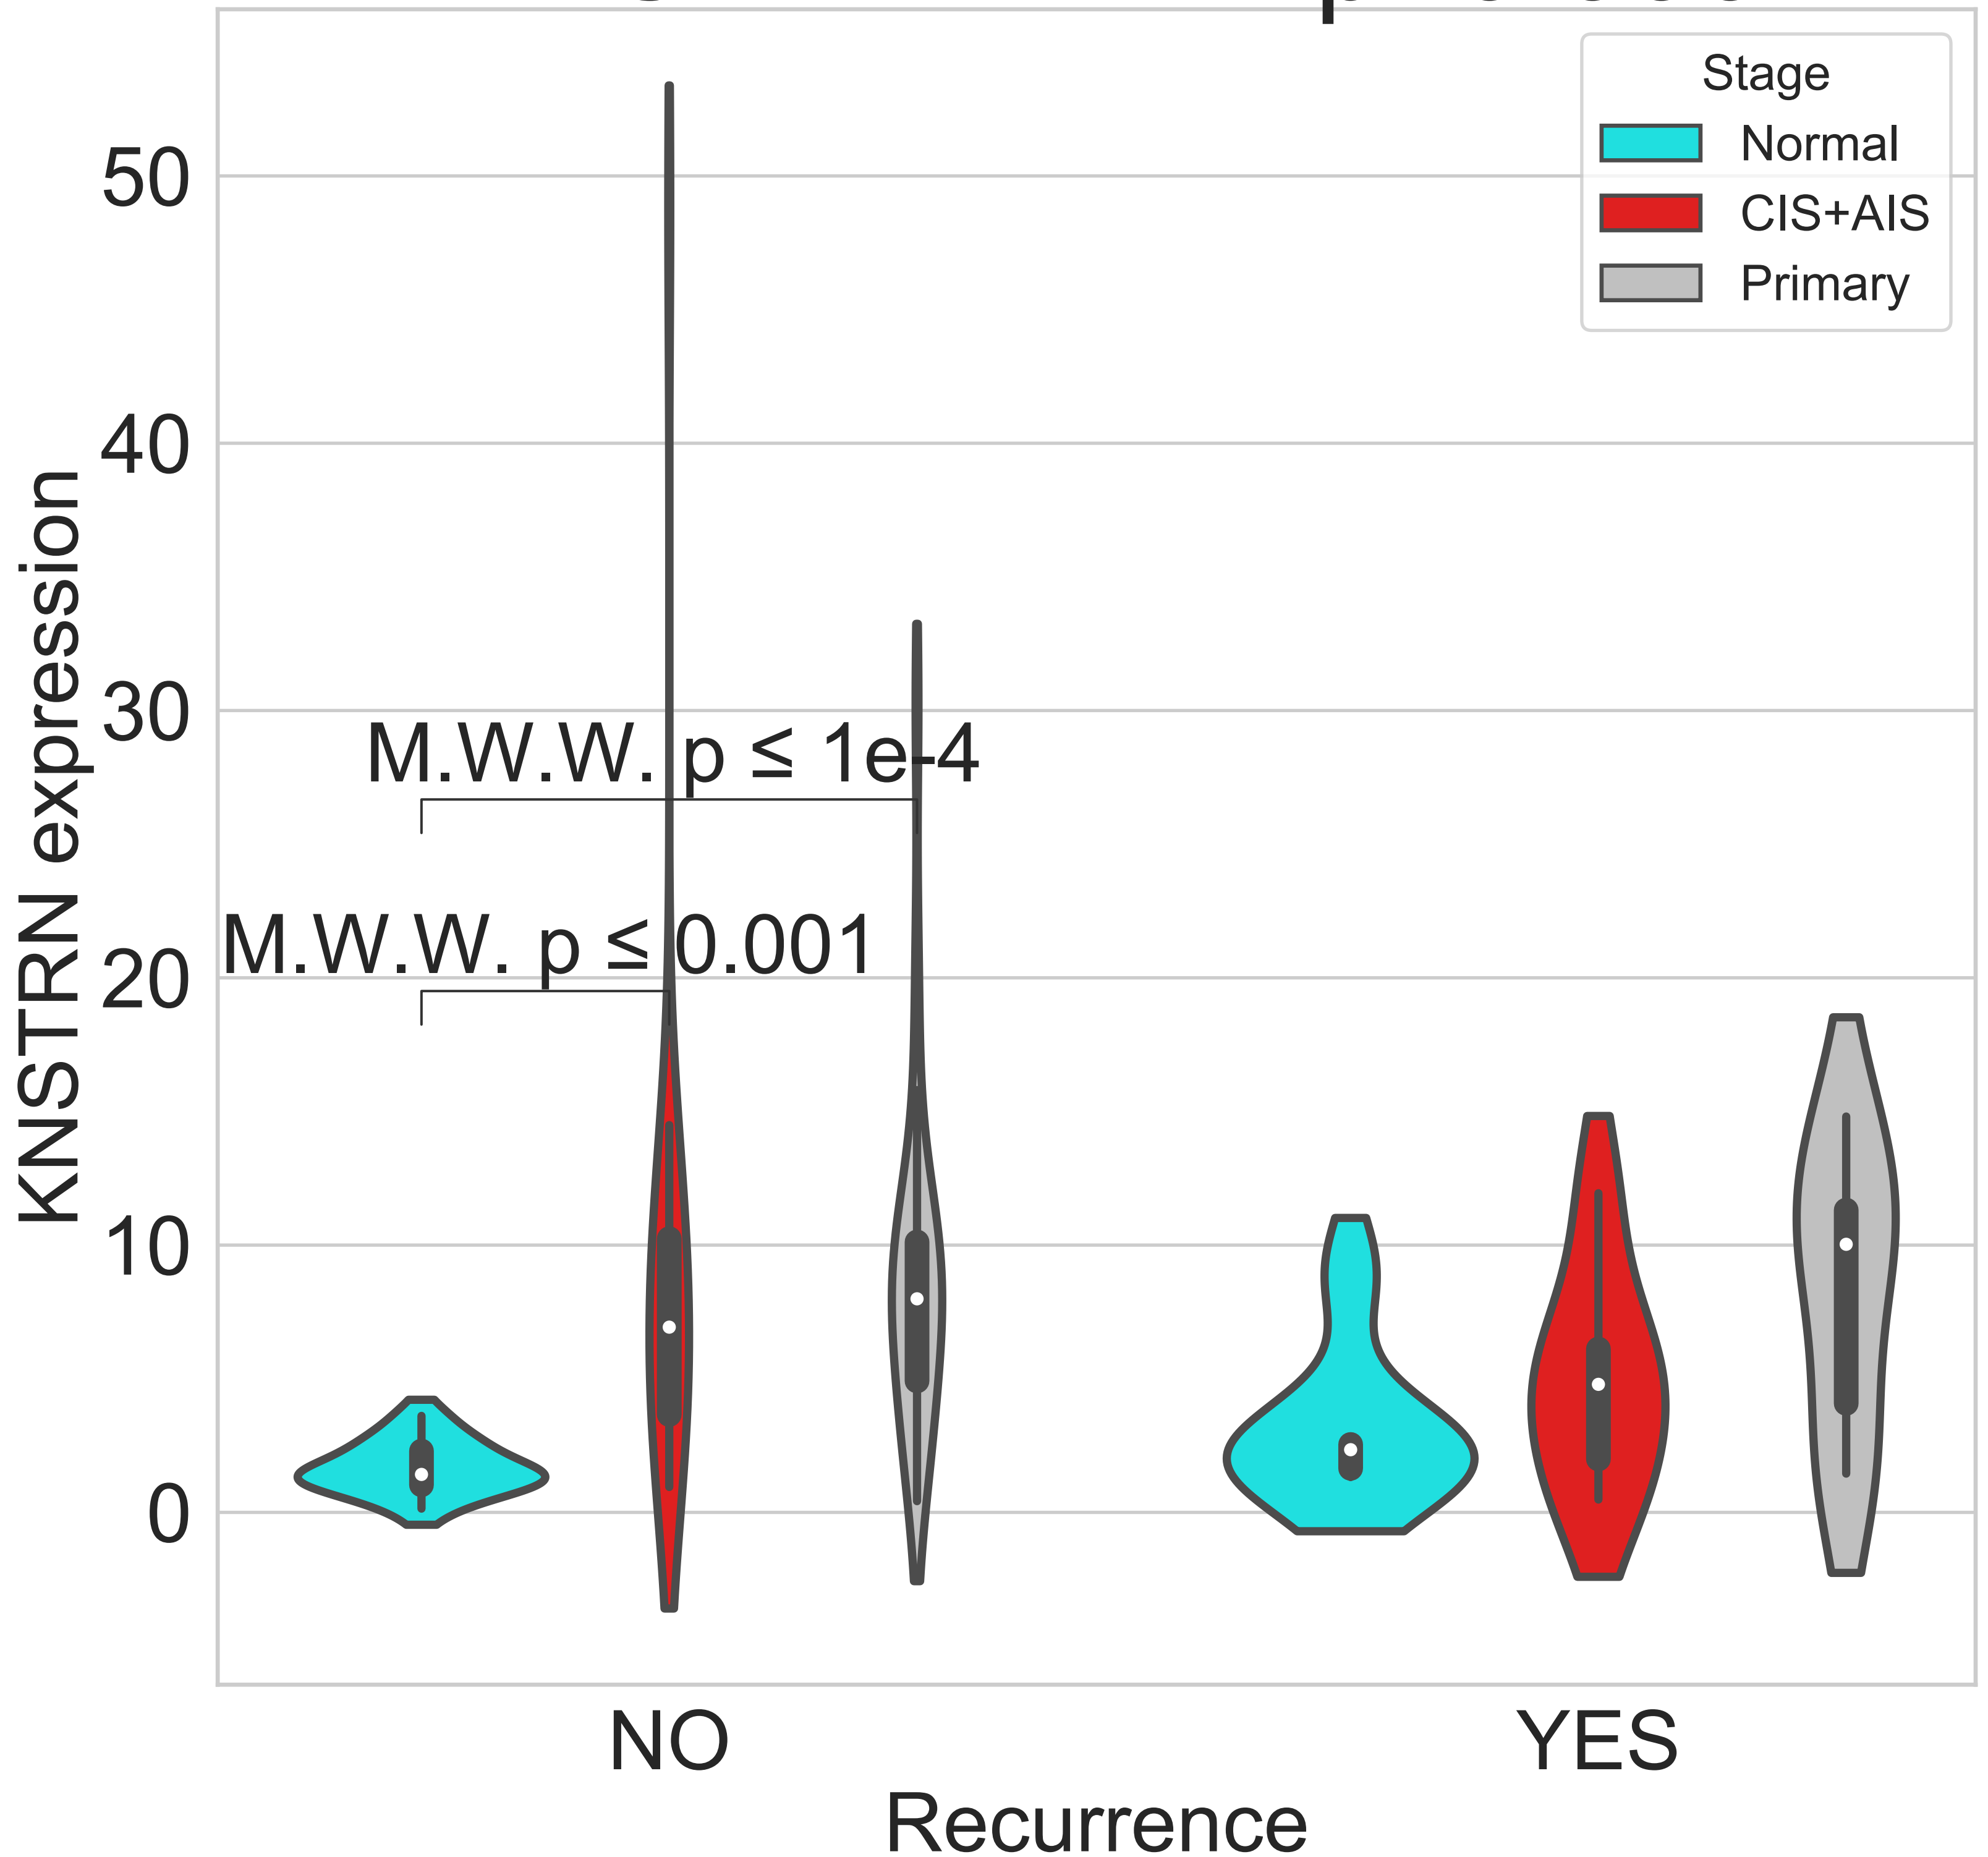 Stage
Normal
CIS+AIS
Primary
KNSTRN expression
50
40
30
20
10
0
M.W.W. p ≤ 1e-4
M.W.W. p ≤ 0.001
NO
YES
Recurrence